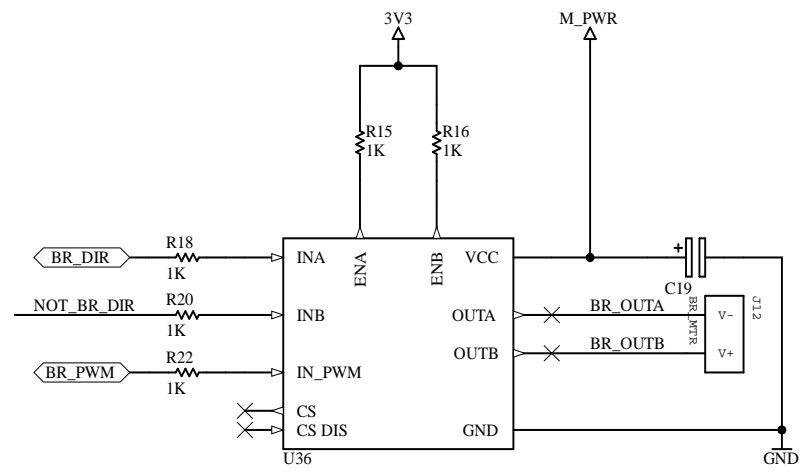 3V3
M_PWR
R15
1K
R16
1K
BR_DIR
R18
1K
INA
ENA
ENB
VCC
C19
NOT_BR_DIR
R20
1K
INB
OUTA
BR_OUTA
BR_MTR
J12
V-
BR_PWM
R22
1K
IN_PWM
OUTB
BR_OUTB
V+
CS
CS DIS
GND
U36
GND
+